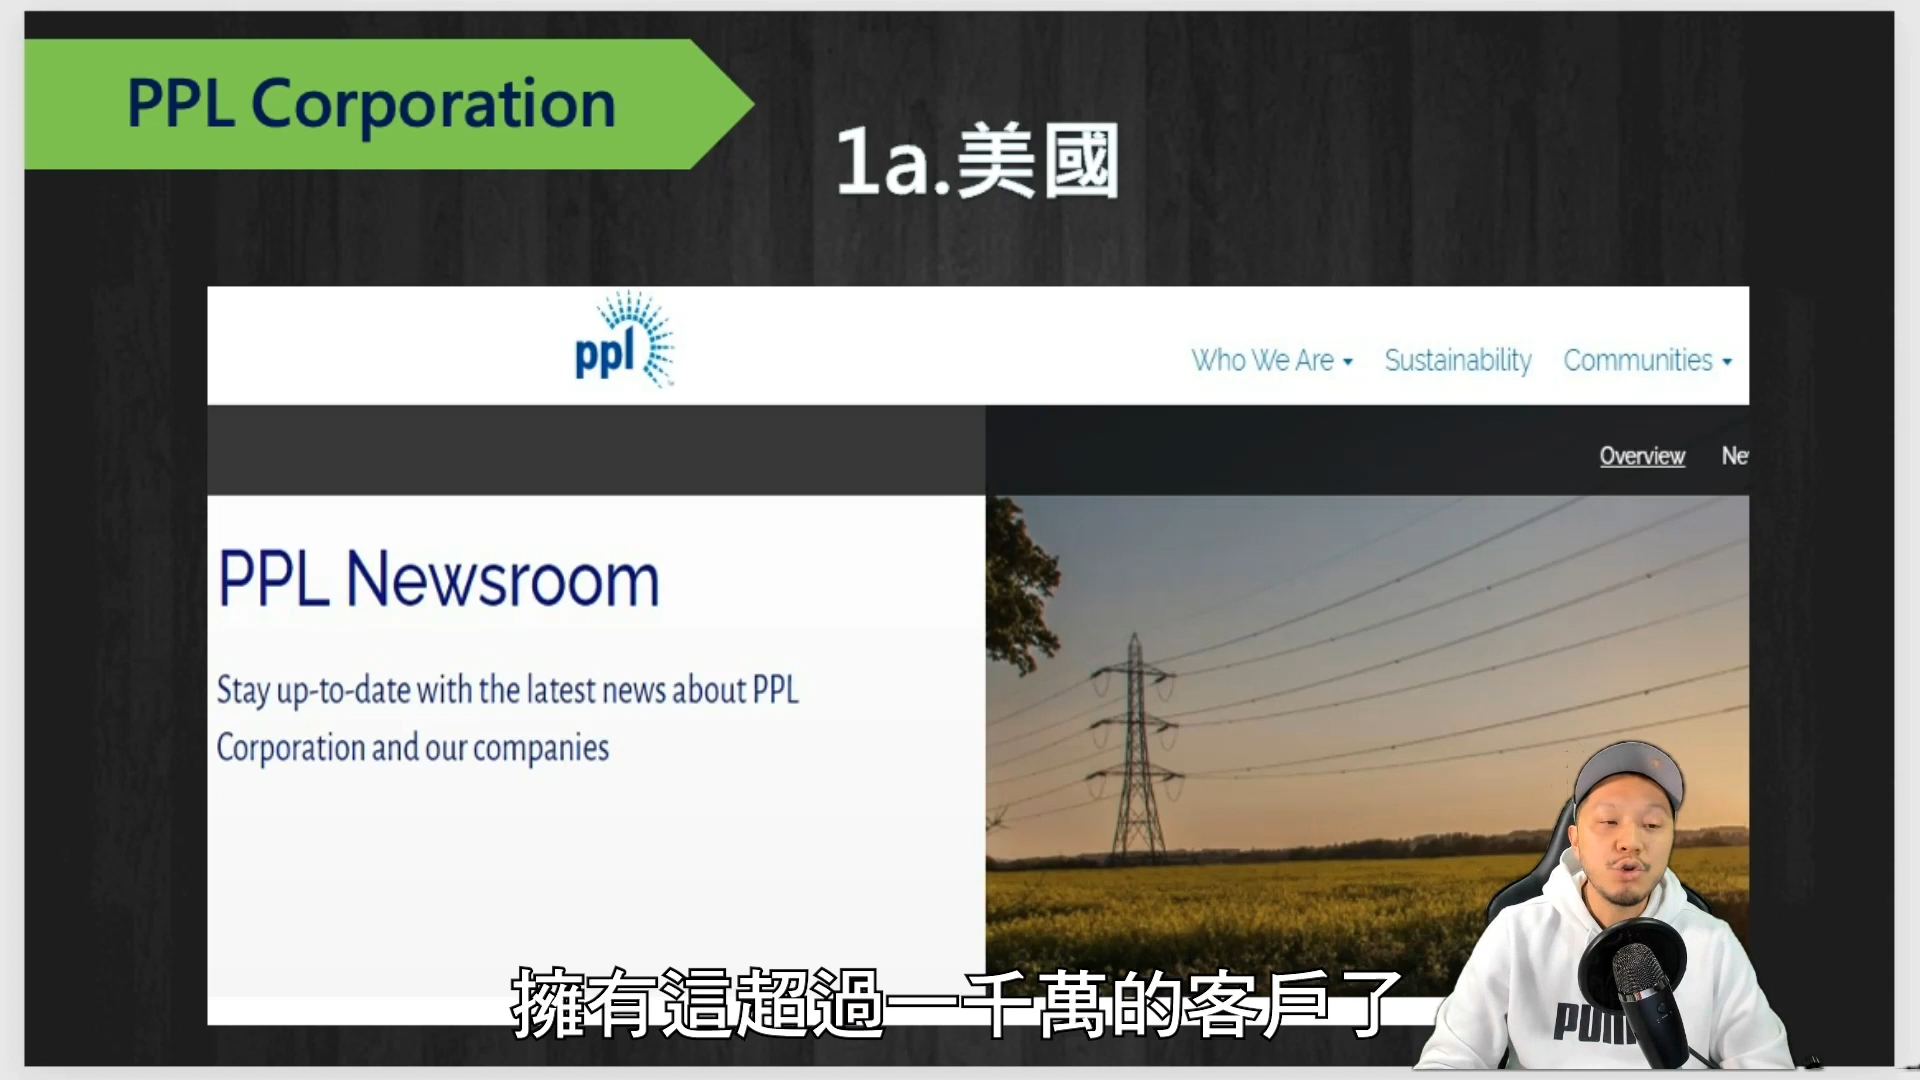 PPL Corporation
1a.美國
ppl
Who We Are
Sustainability
Communities
Overview
PPL Newsroom
Stay up-to-date with the latest news about PPL
Corporation and our companies
擁有這超過一千萬的客戶了